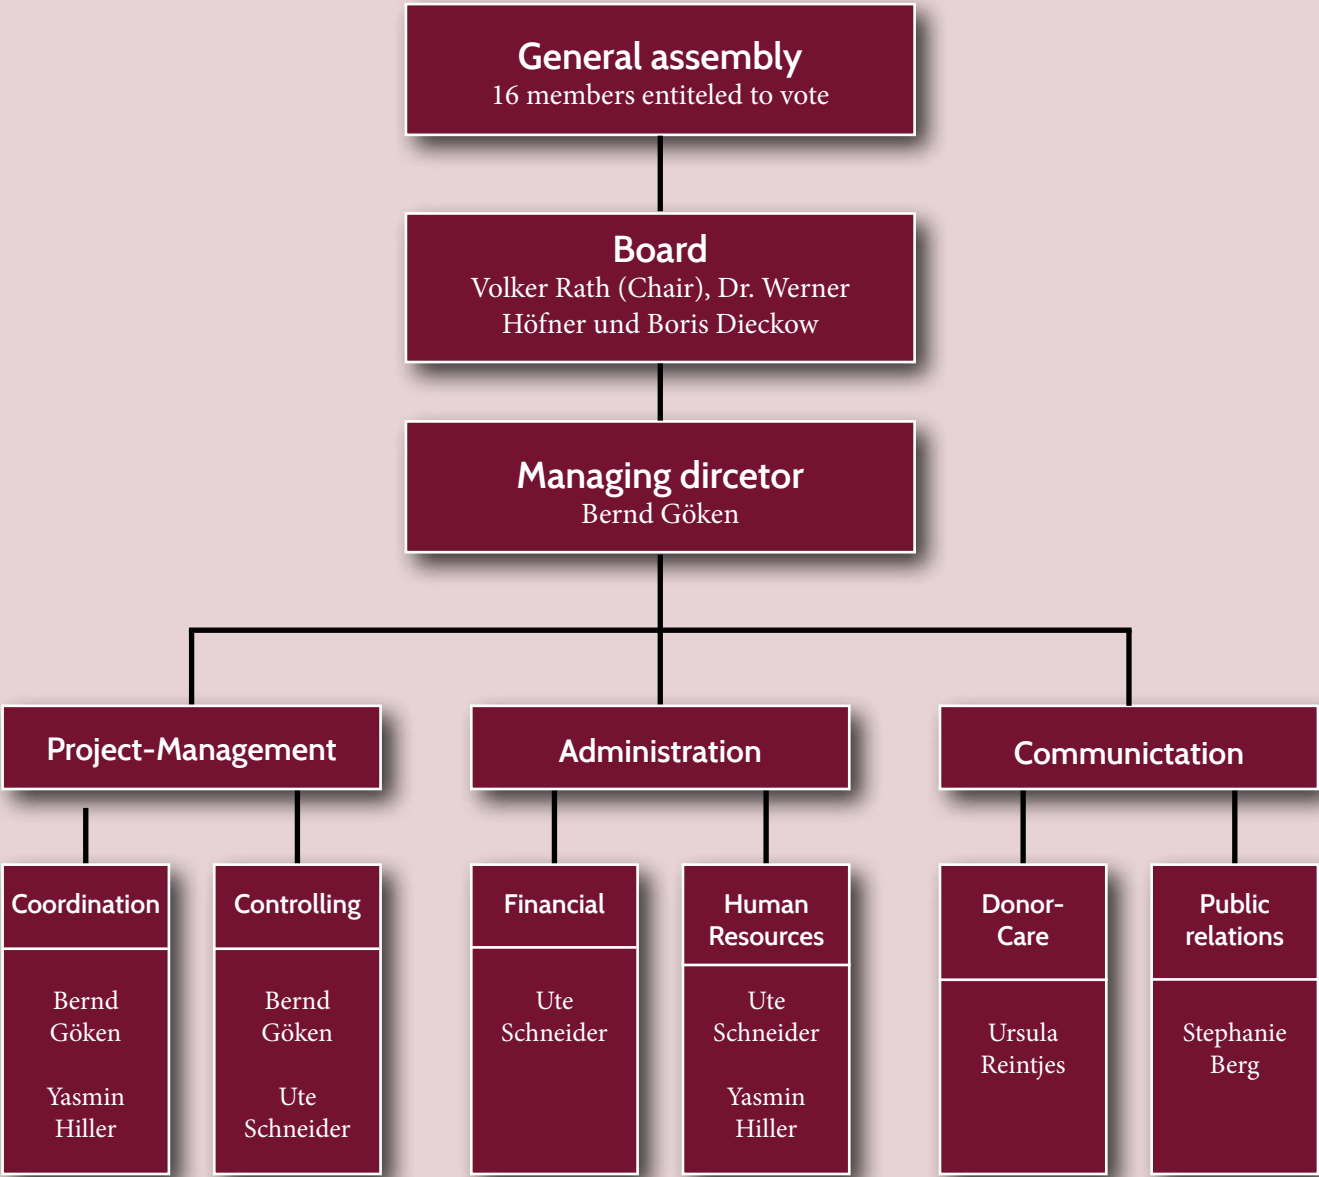 General assembly
16 members entiteled to vote
Board
Volker Rath (Chair), Dr. Werner
Höfner und Boris Dieckow
Managing dircetor
Bernd Göken
Project-Management
Administration
Communictation
Coordination
Bernd
Göken
Yasmin
Hiller
Controlling
Bernd
Göken
Ute
Schneider
Financial
Ute
Schneider
Human
Resources
Ute
Schneider
Yasmin
Hiller
Donor-
Care
Ursula
Reintjes
Public
relations
Stephanie
Berg